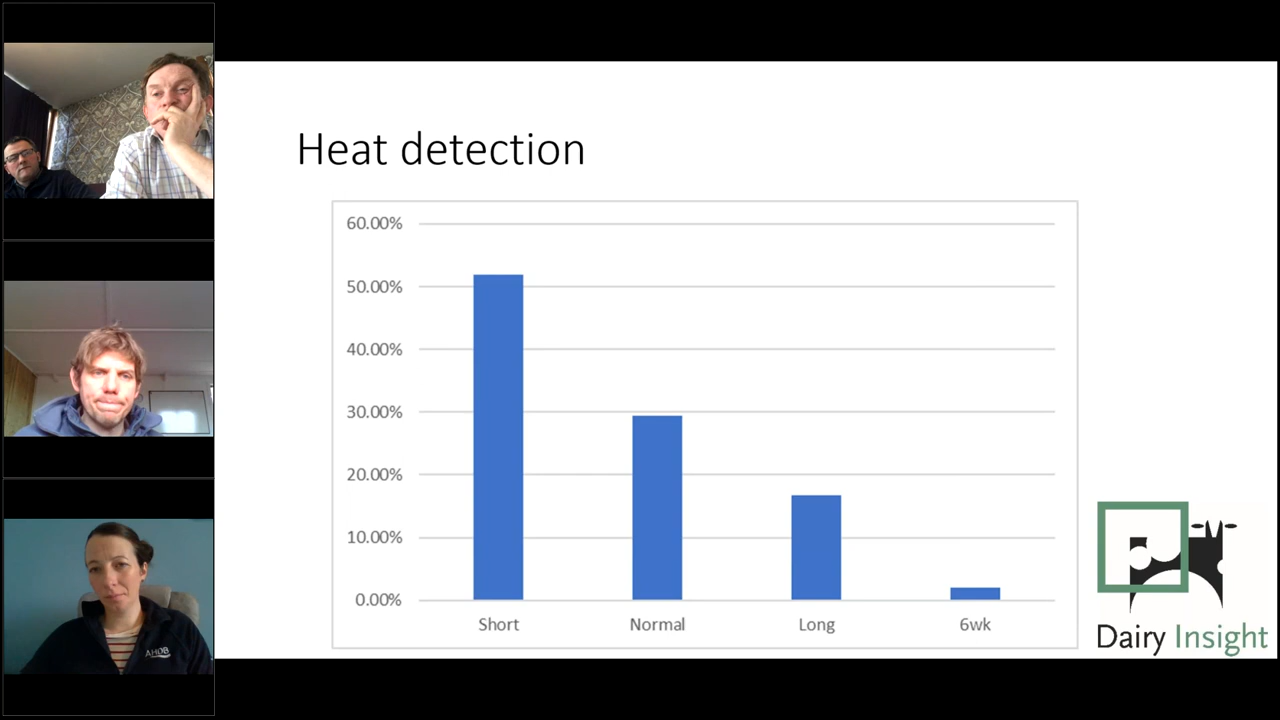 Heat detection
60.00%
50.00%
40.00%
30.00%
20.00%
10.00%
0.00%
Short Normal Long 6wk
Dairy Insight
AHDB